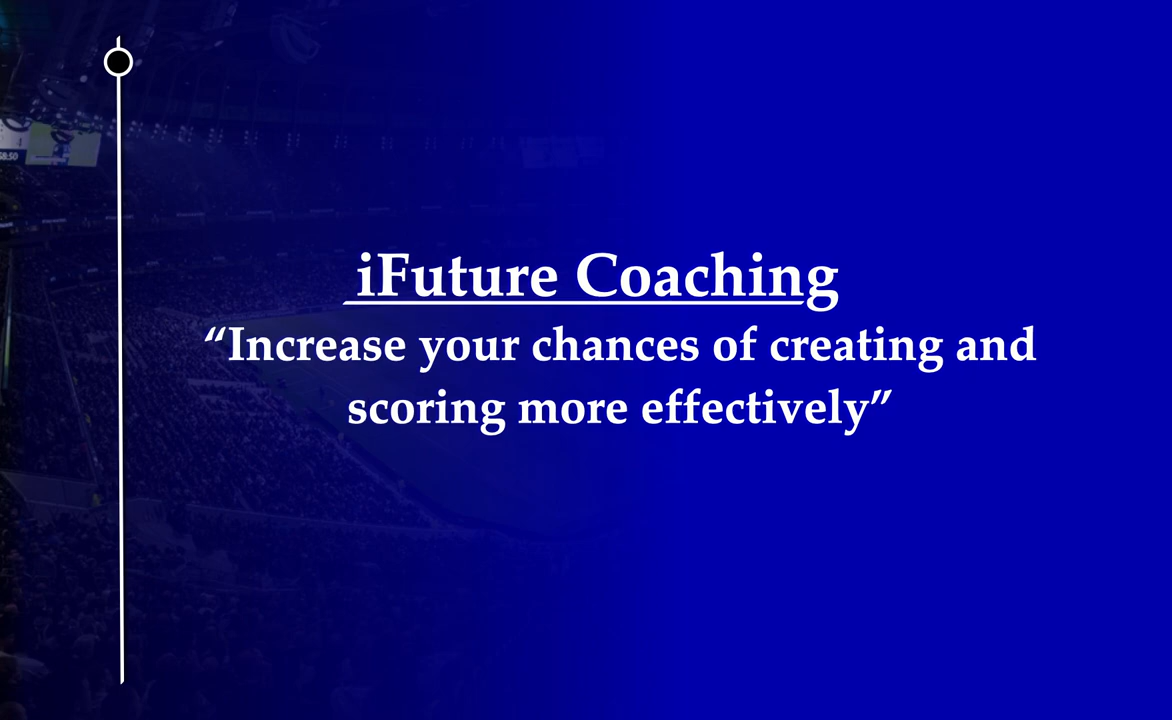 iFuture Coaching
“Increase your chances of creating and
scoring more effectively”